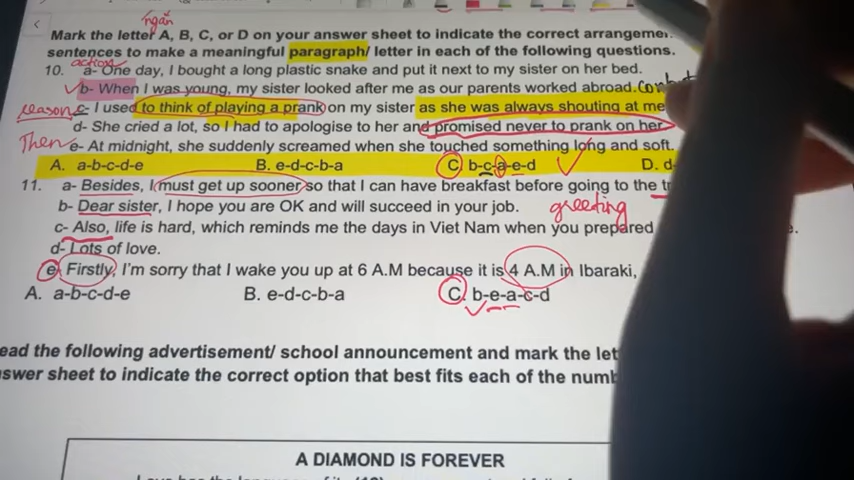 ngắn
Mark the letter A, B, C, or D on your answer sheet to indicate the correct
sentences to make a meaningful paragraph/ letter in each of the following questions.
action
10. a- One day, I bought a long plastic snake and put it next to my sister on her bed.
b- When I was young, my sister looked after me as our parents worked abroad.
reason c- I used to think of playing a prank on my sister as she was always shouting at me
d- She cried a lot, so I had to apologise to her and promised never to prank on her
Then e- At midnight, she suddenly screamed when she touched something long and soft.
A. a-b-c-d-e B. e-d-c-b-a C. b-c-a-e-d D. d-
11. a- Besides, I must get up sooner so that I can have breakfast before going to the
b- Dear sister, I hope you are OK and will succeed in your job. greeting
c- Also, life is hard, which reminds me the days in Viet Nam when you prepared
d- Lots of love.
e- Firstly, I'm sorry that I wake you up at 6 A.M because it is 4 A.M in Ibaraki,
A. a-b-c-d-e B. e-d-c-b-a C. b-e-a-c-d
ead the following advertisement/ school announcement and mark the
swer sheet to indicate the correct option that best fits each of the
A DIAMOND IS FOREVER